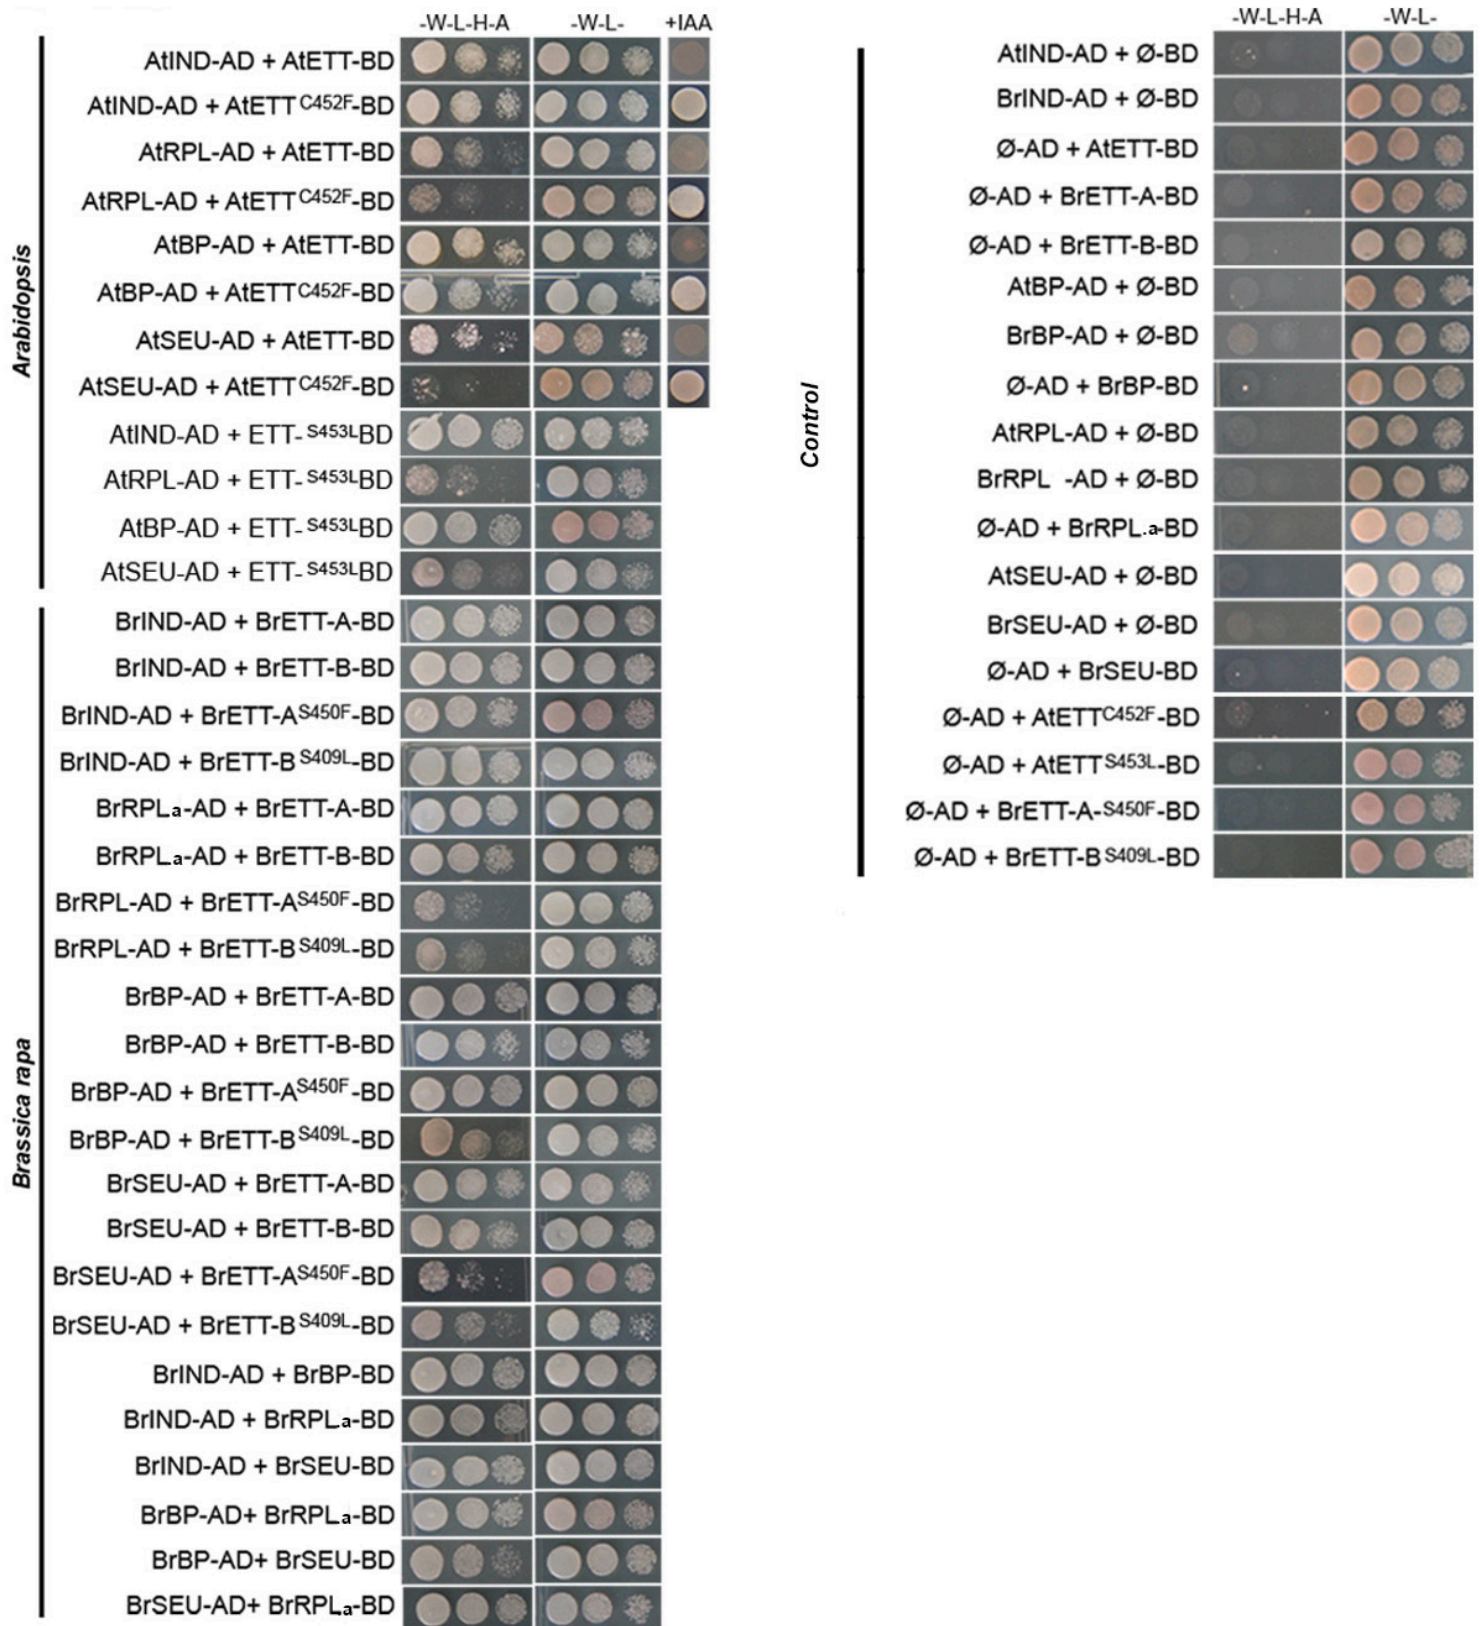 -W-L-H-A -W-L- +IAA
Arabidopsis
AtIND-AD + AtETT-BD
AtIND-AD + AtETT C452F-BD
AtRPL-AD + AtETT-BD
AtRPL-AD + AtETT C452F-BD
AtBP-AD + AtETT-BD
AtBP-AD + AtETT C452F-BD
AtSEU-AD + AtETT-BD
AtSEU-AD + AtETT C452F-BD
AtIND-AD + ETT- S453LBD
AtRPL-AD + ETT- S453LBD
AtBP-AD + ETT- S453LBD
AtSEU-AD + ETT- S453LBD
Brassica rapa
BrIND-AD + BrETT-A-BD
BrIND-AD + BrETT-B-BD
BrIND-AD + BrETT-AS450F-BD
BrIND-AD + BrETT-B S409L-BD
BrRPLa-AD + BrETT-A-BD
BrRPLa-AD + BrETT-B-BD
BrRPL-AD + BrETT-AS450F-BD
BrRPL-AD + BrETT-B S409L-BD
BrBP-AD + BrETT-A-BD
BrBP-AD + BrETT-B-BD
BrBP-AD + BrETT-AS450F-BD
BrBP-AD + BrETT-B S409L-BD
BrSEU-AD + BrETT-A-BD
BrSEU-AD + BrETT-B-BD
BrSEU-AD + BrETT-AS450F-BD
BrSEU-AD + BrETT-B S409L-BD
BrIND-AD + BrBP-BD
BrIND-AD + BrRPL.a-BD
BrIND-AD + BrSEU-BD
BrBP-AD+ BrRPLa-BD
BrBP-AD+ BrSEU-BD
BrSEU-AD+ BrRPLa-BD
-W-L-H-A -W-L-
Control
AtIND-AD + Ø-BD
BrIND-AD + Ø-BD
Ø-AD + AtETT-BD
Ø-AD + BrETT-A-BD
Ø-AD + BrETT-B-BD
AtBP-AD + Ø-BD
BrBP-AD + Ø-BD
Ø-AD + BrBP-BD
AtRPL-AD + Ø-BD
BrRPL -AD + Ø-BD
Ø-AD + BrRPL.a-BD
AtSEU-AD + Ø-BD
BrSEU-AD + Ø-BD
Ø-AD + BrSEU-BD
Ø-AD + AtETTC452F-BD
Ø-AD + AtETT S453L-BD
Ø-AD + BrETT-A-S450F-BD
Ø-AD + BrETT-B S409L-BD